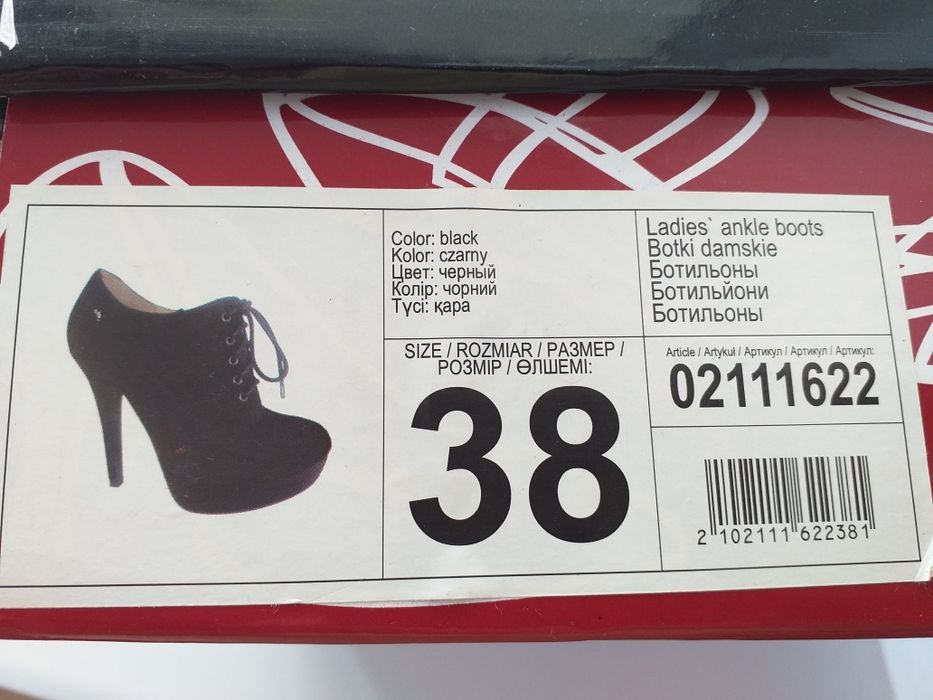 Color: black
Kolor: czarny
Цвет: черный
Колір: чорний
Түсі: қара
Ladies` ankle boots
Botki damskie
Ботильоны
Ботильйони
Ботильоны
SIZE / ROZMIAR / РАЗМЕР /
РОЗМІР / ӨЛШЕМІ:
38
Article / Artykuł / Артикул / Артикул / Артикул:
02111622
2 102111 622381